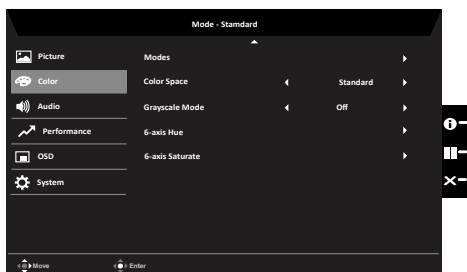 Mode - Stamdard
Picture
Color
Audio
Performance
OSD
System
Modes
Color Space Standard
Grayscale Mode Off
6-axis Hue
6-axis Saturate
Move Enter